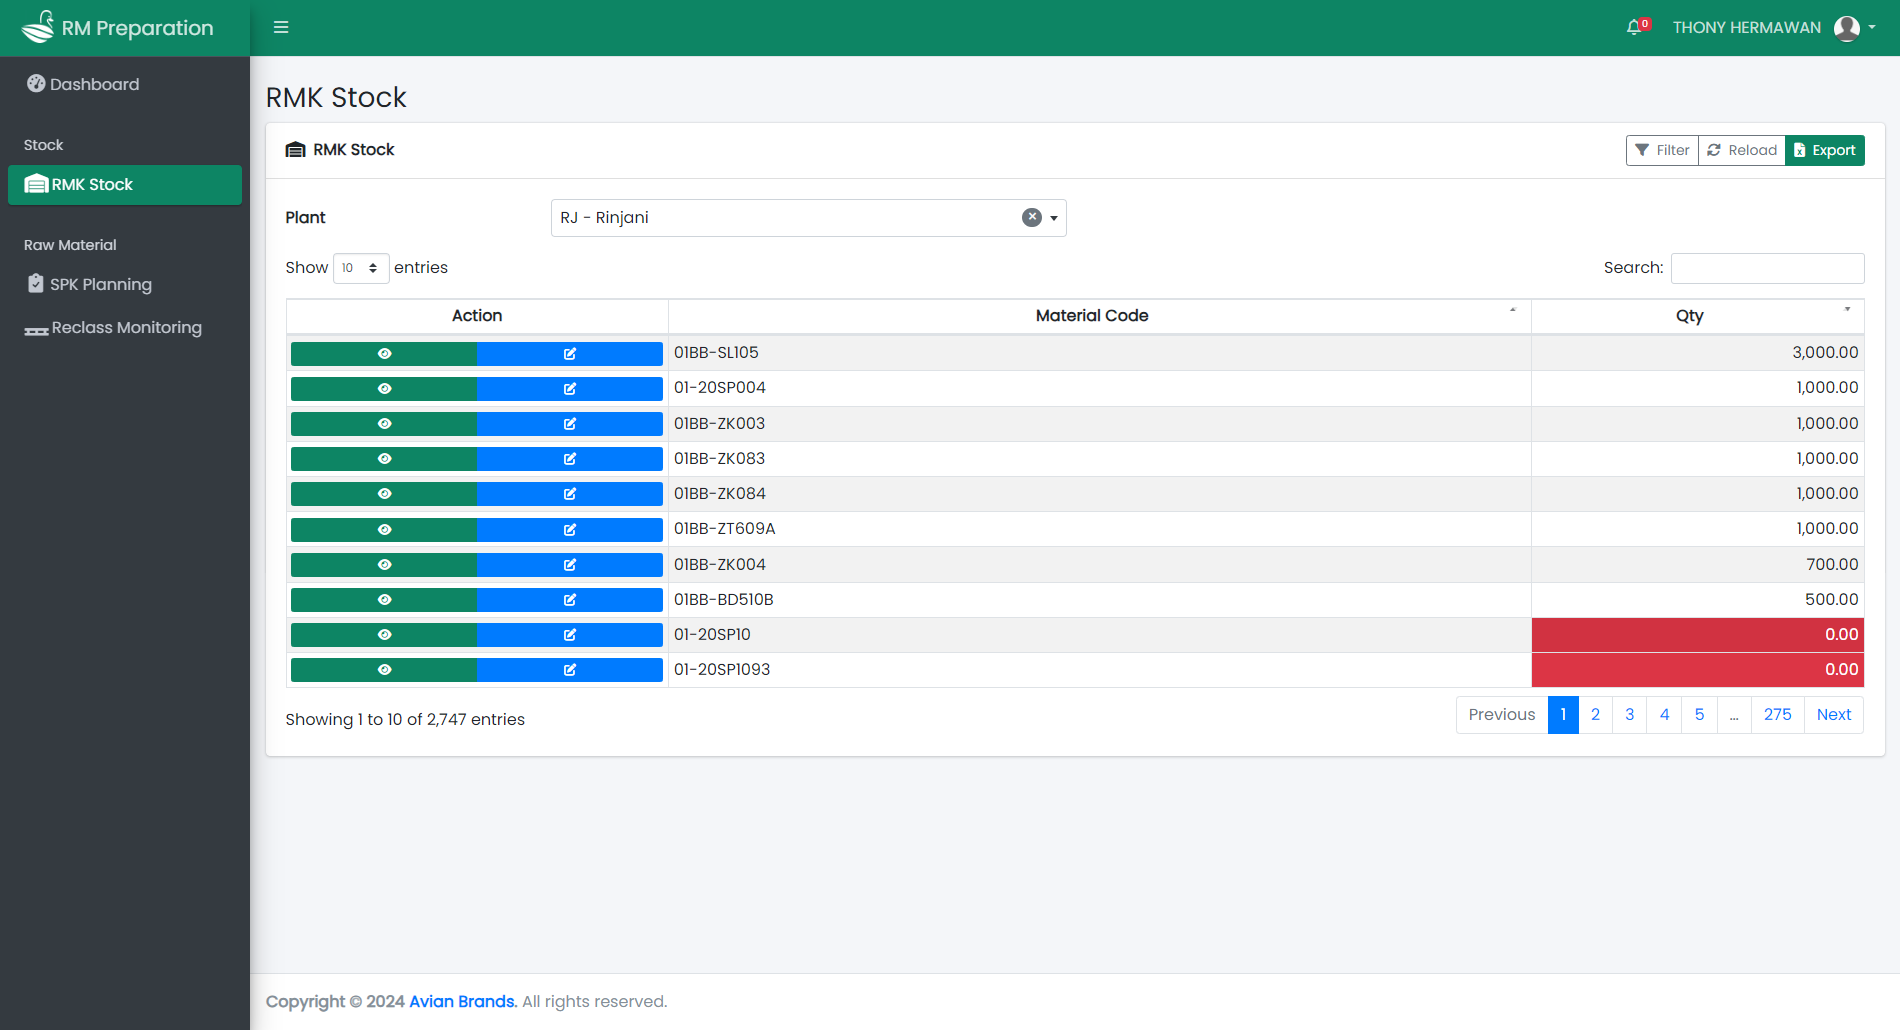 RM Preparation
0
THONY HERMAWAN
Dashboard
Stock
RMK Stock
Raw Material
SPK Planning
Reclass Monitoring
RMK Stock
RMK Stock
Filter Reload Export
Plant RJ - Rinjani
Show 10 entries Search:
Action Material Code Qty
01BB-SL105 3,000.00
01-20SP004 1,000.00
01BB-ZK003 1,000.00
01BB-ZK083 1,000.00
01BB-ZK084 1,000.00
01BB-ZT609A 1,000.00
01BB-ZK004 700.00
01BB-BD510B 500.00
01-20SP10 0.00
01-20SP1093 0.00
Showing 1 to 10 of 2,747 entries
Previous 1 2 3 4 5 … 275 Next
Copyright © 2024 Avian Brands. All rights reserved.